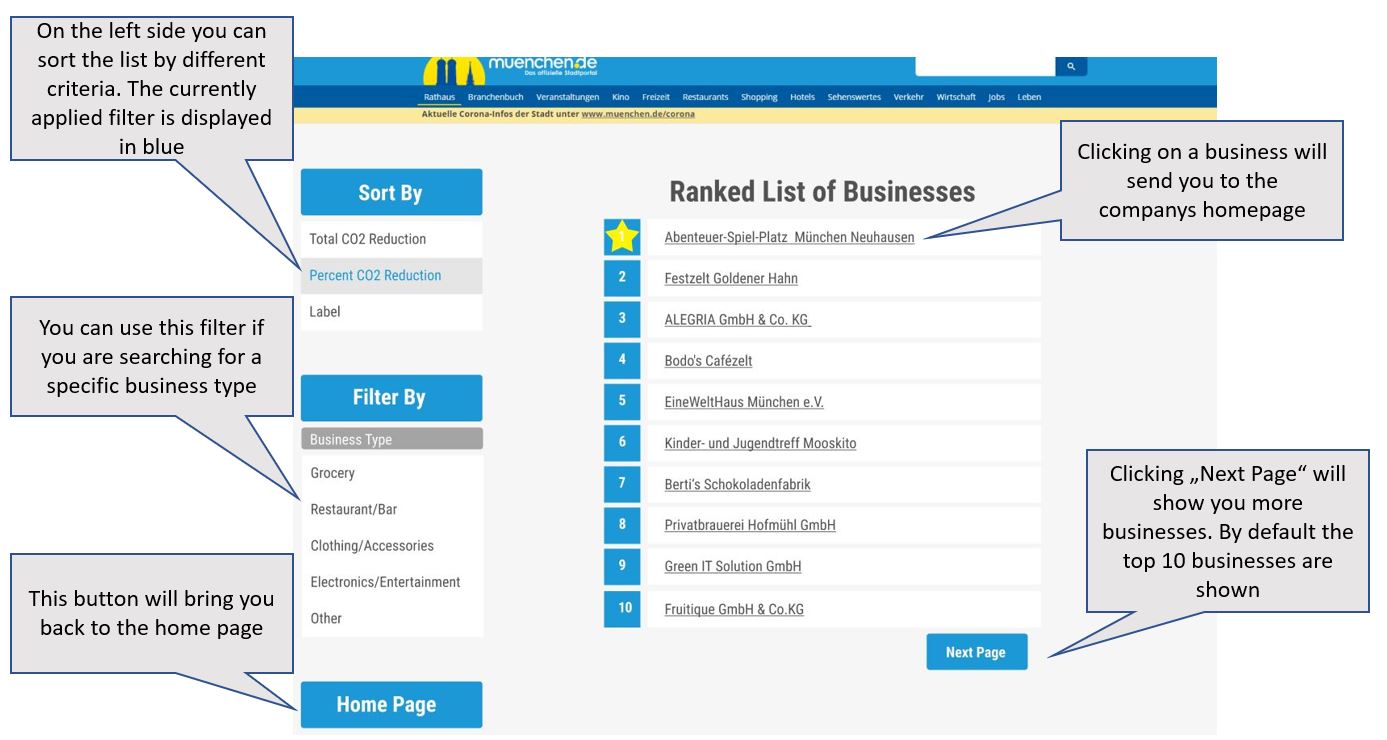 On the left side you can
sort the list by different
criteria. The currently
applied filter is displayed
in blue
muenchen.de
Das offizielle Stadtportal
Rathaus Branchenbuch Veranstaltungen Kino Freizeit Restaurants Shopping Hotels Sehenswertes Verkehr Wirtschaft Jobs Leben
Aktuelle Corona-Infos der Stadt unter www.muenchen.de/corona
Clicking on a business will
send you to the
companys homepage
Sort By
Total CO2 Reduction
Percent CO2 Reduction
Label
You can use this filter if
you are searching for a
specific business type
Filter By
Business Type
Grocery
Restaurant/Bar
Clothing/Accessories
Electronics/Entertainment
Other
This button will bring you
back to the home page
Home Page
Ranked List of Businesses
1 Abenteuer-Spiel-Platz München Neuhausen
2 Festzelt Goldener Hahn
3 ALEGRIA GmbH & Co. KG
4 Bodo's Cafézelt
5 EineWeltHaus München e.V.
6 Kinder- und Jugendtreff Mooskito
7 Berti's Schokoladenfabrik
8 Privatbrauerei Hofmühl GmbH
9 Green IT Solution GmbH
10 Fruitique GmbH & Co.KG
Next Page
Clicking „Next Page“ will
show you more
businesses. By default the
top 10 businesses are
shown